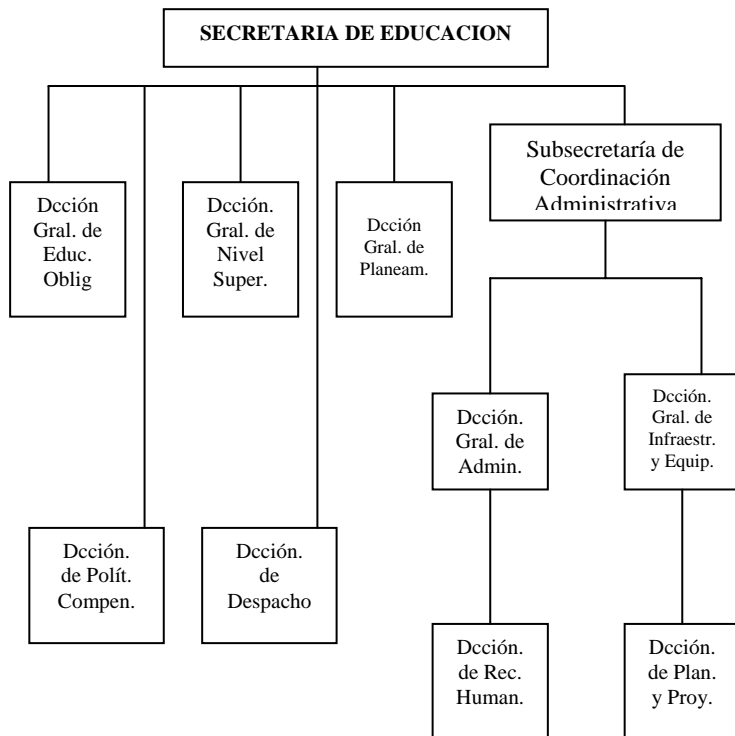 SECRETARIA DE EDUCACION
Subsecretaría de
Coordinación
Administrativa
Dcción
Gral. de
Educ.
Oblig
Dcción.
Gral. de
Nivel
Super.
Dcción
Gral. de
Planeam.
Dcción.
Gral. de
Admin.
Dcción.
Gral. de
Infraestr.
y Equip.
Dcción.
de Polít.
Compen.
Dcción.
de
Despacho
Dcción.
de Rec.
Human.
Dcción.
de Plan.
y Proy.